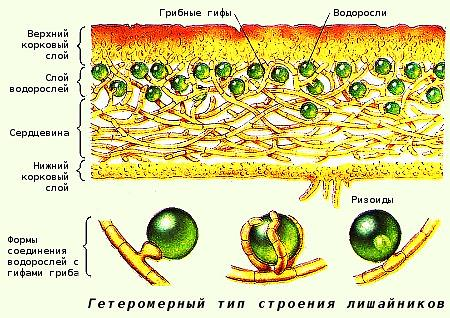 Грибные гифы
Водоросли
Верхний
корковый
слой
Слой
водорослей
Сердцевина
Нижний
корковый
слой
Ризоиды
Формы
соединения
водорослей с
гифами гриба
Гетеромерный тип строения лишайников